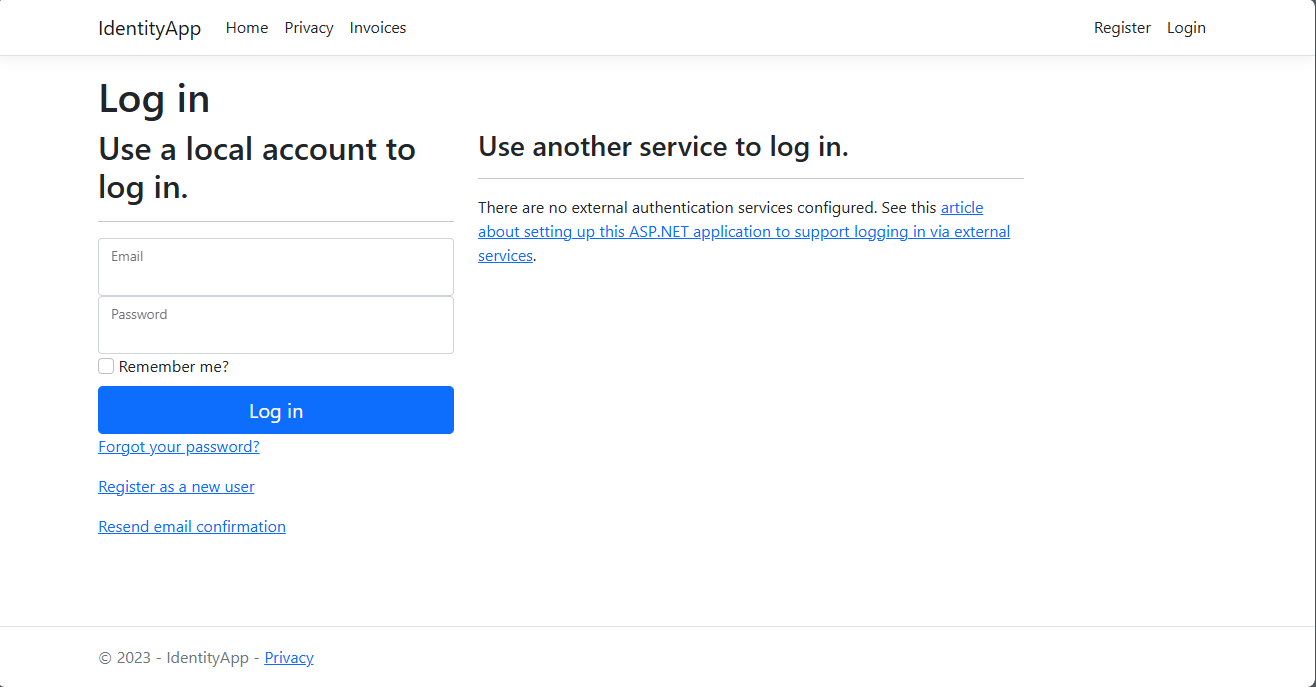 IdentityApp Home Privacy Invoices Register Login
Log in
Use a local account to
log in.
Email
Password
Remember me?
Log in
Forgot your password?
Register as a new user
Resend email confirmation
Use another service to log in.
There are no external authentication services configured. See this article
about setting up this ASP.NET application to support logging in via external
services.
© 2023 - IdentityApp - Privacy